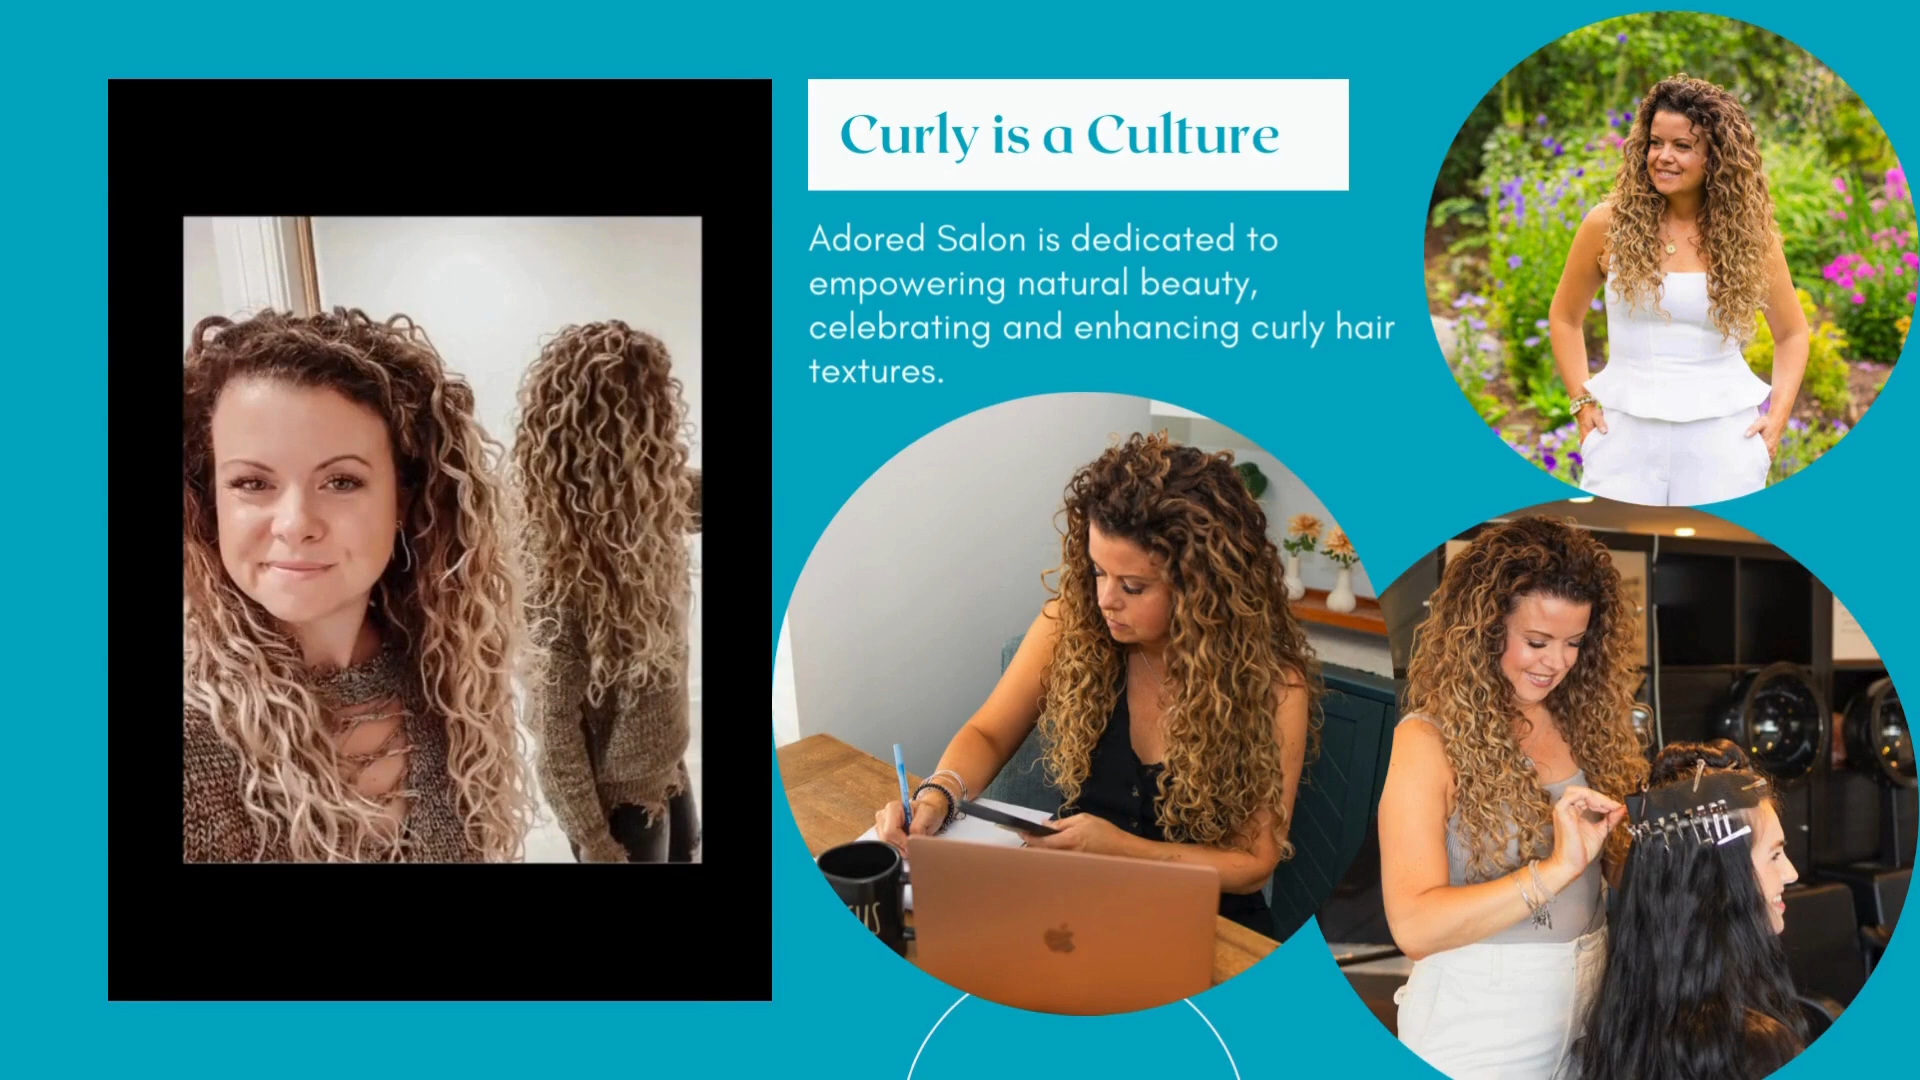 Curly is a Culture
Adored Salon is dedicated to
empowering natural beauty,
celebrating and enhancing curly hair
textures.